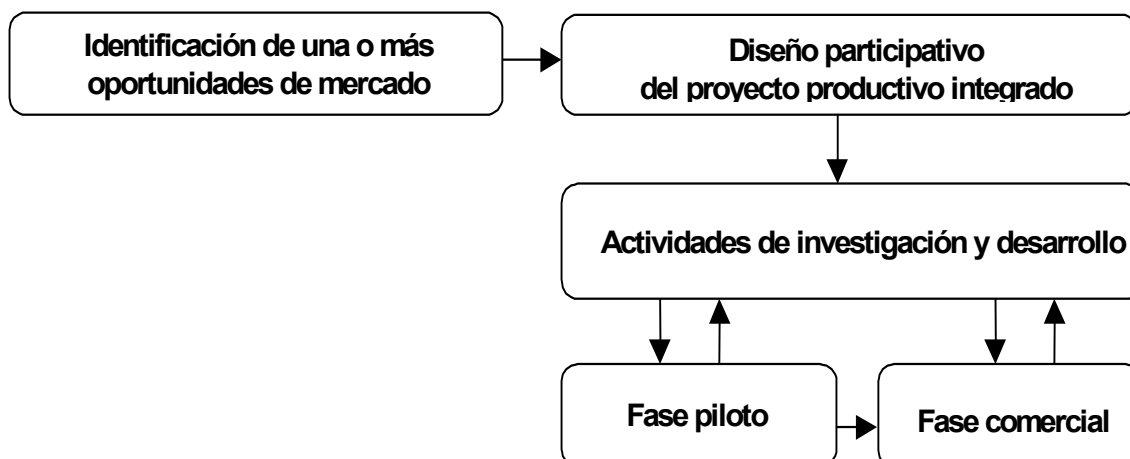 Identificación de una o más
oportunidades de mercado
Diseño participativo
del proyecto productivo integrado
Actividades de investigación y desarrollo
Fase piloto
Fase comercial